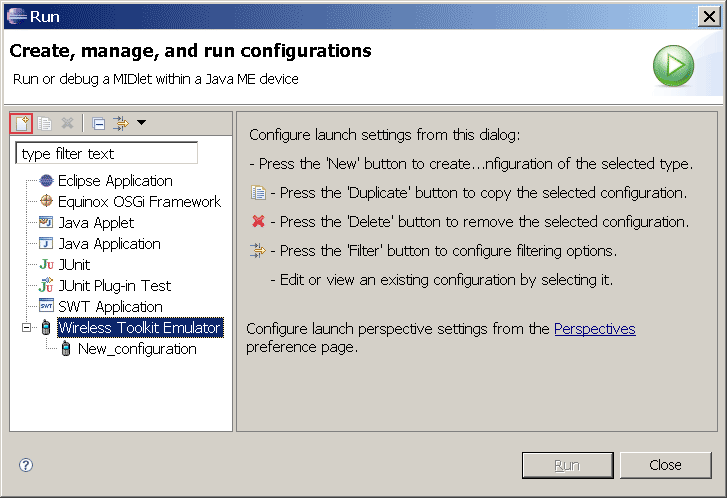 Run
Create, manage, and run configurations
Run or debug a MIDlet within a Java ME device
type filter text
Eclipse Application
Equinox OSGi Framework
Java Applet
Java Application
JUnit
JUnit Plug-in Test
SWT Application
Wireless Toolkit Emulator
New_configuration
Configure launch settings from this dialog:
- Press the 'New' button to create...nfiguration of the selected type.
- Press the 'Duplicate' button to copy the selected configuration.
- Press the 'Delete' button to remove the selected configuration.
- Press the 'Filter' button to configure filtering options.
- Edit or view an existing configuration by selecting it.
Configure launch perspective settings from the Perspectives
preference page.
Run
Close